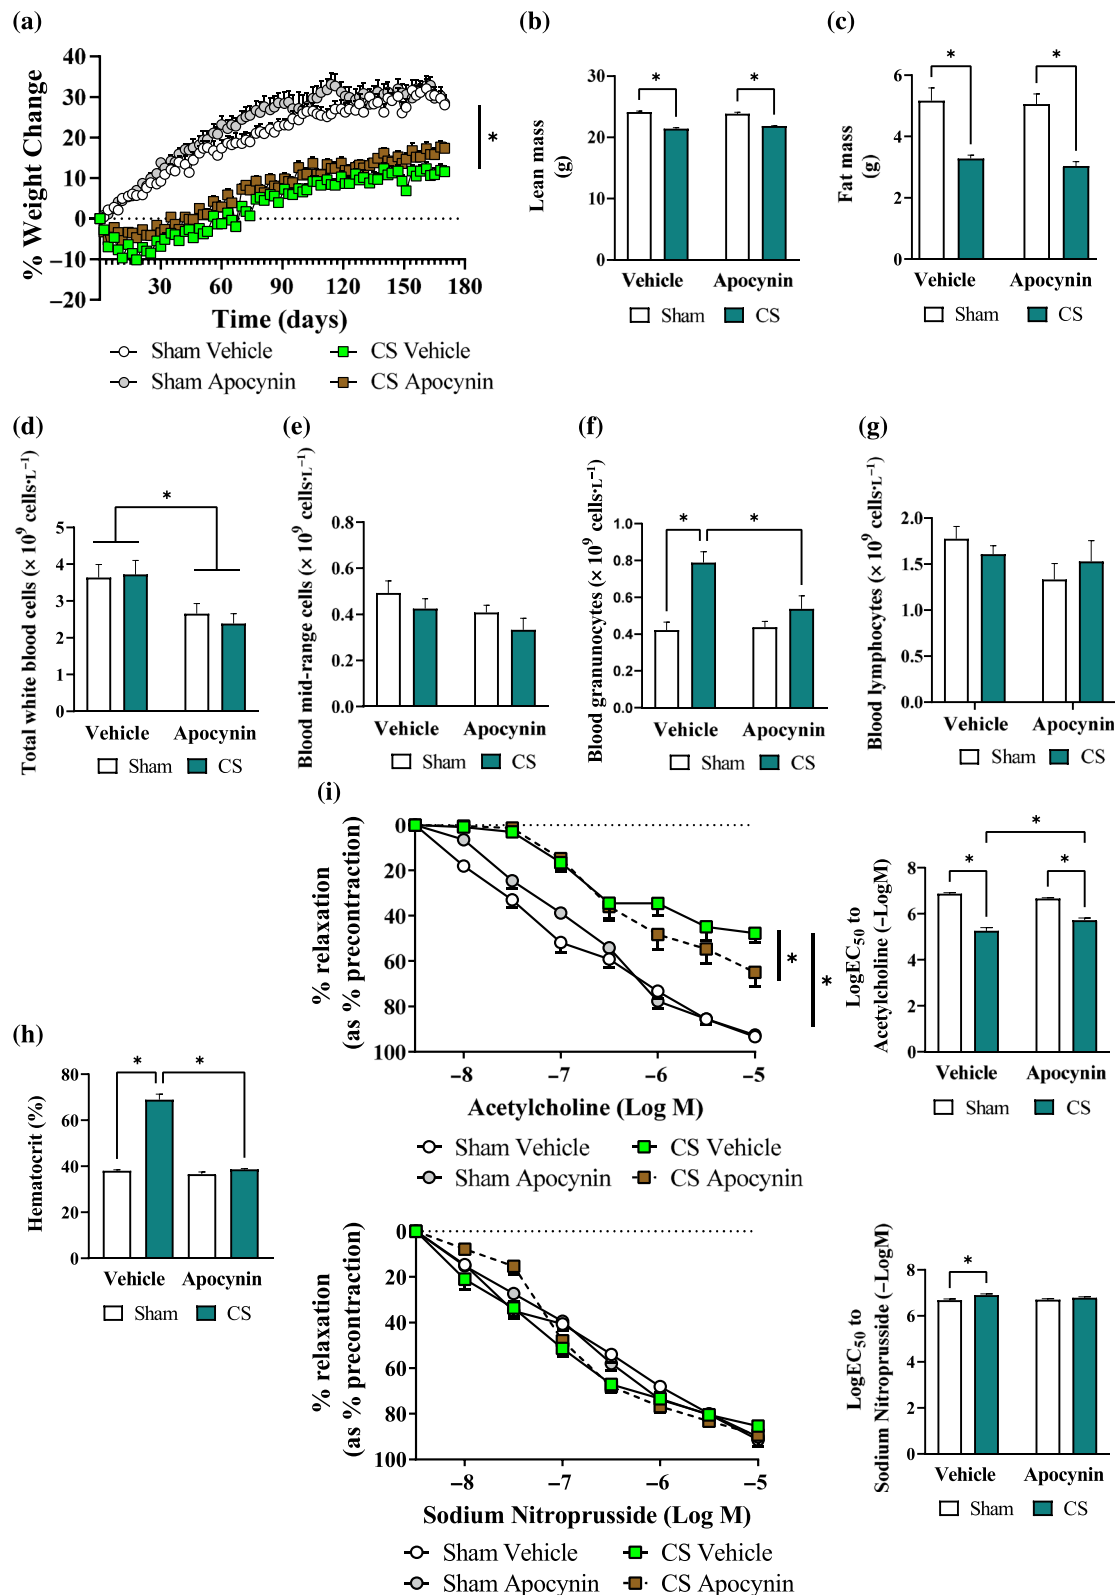 (a)
% Weight Change
40
30
20
10
0
−10
−20
30 60 90 120 150 180
Time (days)
Sham Vehicle CS Vehicle
Sham Apocynin CS Apocynin
*
(b)
Lean mass
(g)
30
20
10
0
* *
Vehicle Apocynin
Sham CS
(c)
Fat mass
(g)
6
4
2
0
* *
Vehicle Apocynin
Sham CS
(d)
Total white blood cells (× 10⁹ cells·L⁻¹)
5
4
3
2
1
0
*
Vehicle Apocynin
Sham CS
(e)
Blood mid-range cells (× 10⁹ cells·L⁻¹)
0.8
0.6
0.4
0.2
0.0
Vehicle Apocynin
Sham CS
(f)
Blood granunocytes (× 10⁹ cells·L⁻¹)
1.0
0.8
0.6
0.4
0.2
0.0
* *
Vehicle Apocynin
Sham CS
(g)
Blood lymphocytes (× 10⁹ cells·L⁻¹)
2.0
1.5
1.0
0.5
0.0
Vehicle Apocynin
Sham CS
(h)
Hematocrit (%)
80
60
40
20
0
* *
Vehicle Apocynin
Sham CS
(i)
% relaxation
(as % precontraction)
0
20
40
60
80
100
−8 −7 −6 −5
Acetylcholine (Log M)
* *
Sham Vehicle CS Vehicle
Sham Apocynin CS Apocynin
LogEC₅₀ to
Acetylcholine (−LogM)
8
6
4
2
0
*
* *
Vehicle Apocynin
Sham CS
% relaxation
(as % precontraction)
0
20
40
60
80
100
−8 −7 −6 −5
Sodium Nitroprusside (Log M)
Sham Vehicle CS Vehicle
Sham Apocynin CS Apocynin
LogEC₅₀ to
Sodium Nitroprusside (−LogM)
8
6
4
2
0
*
Vehicle Apocynin
Sham CS